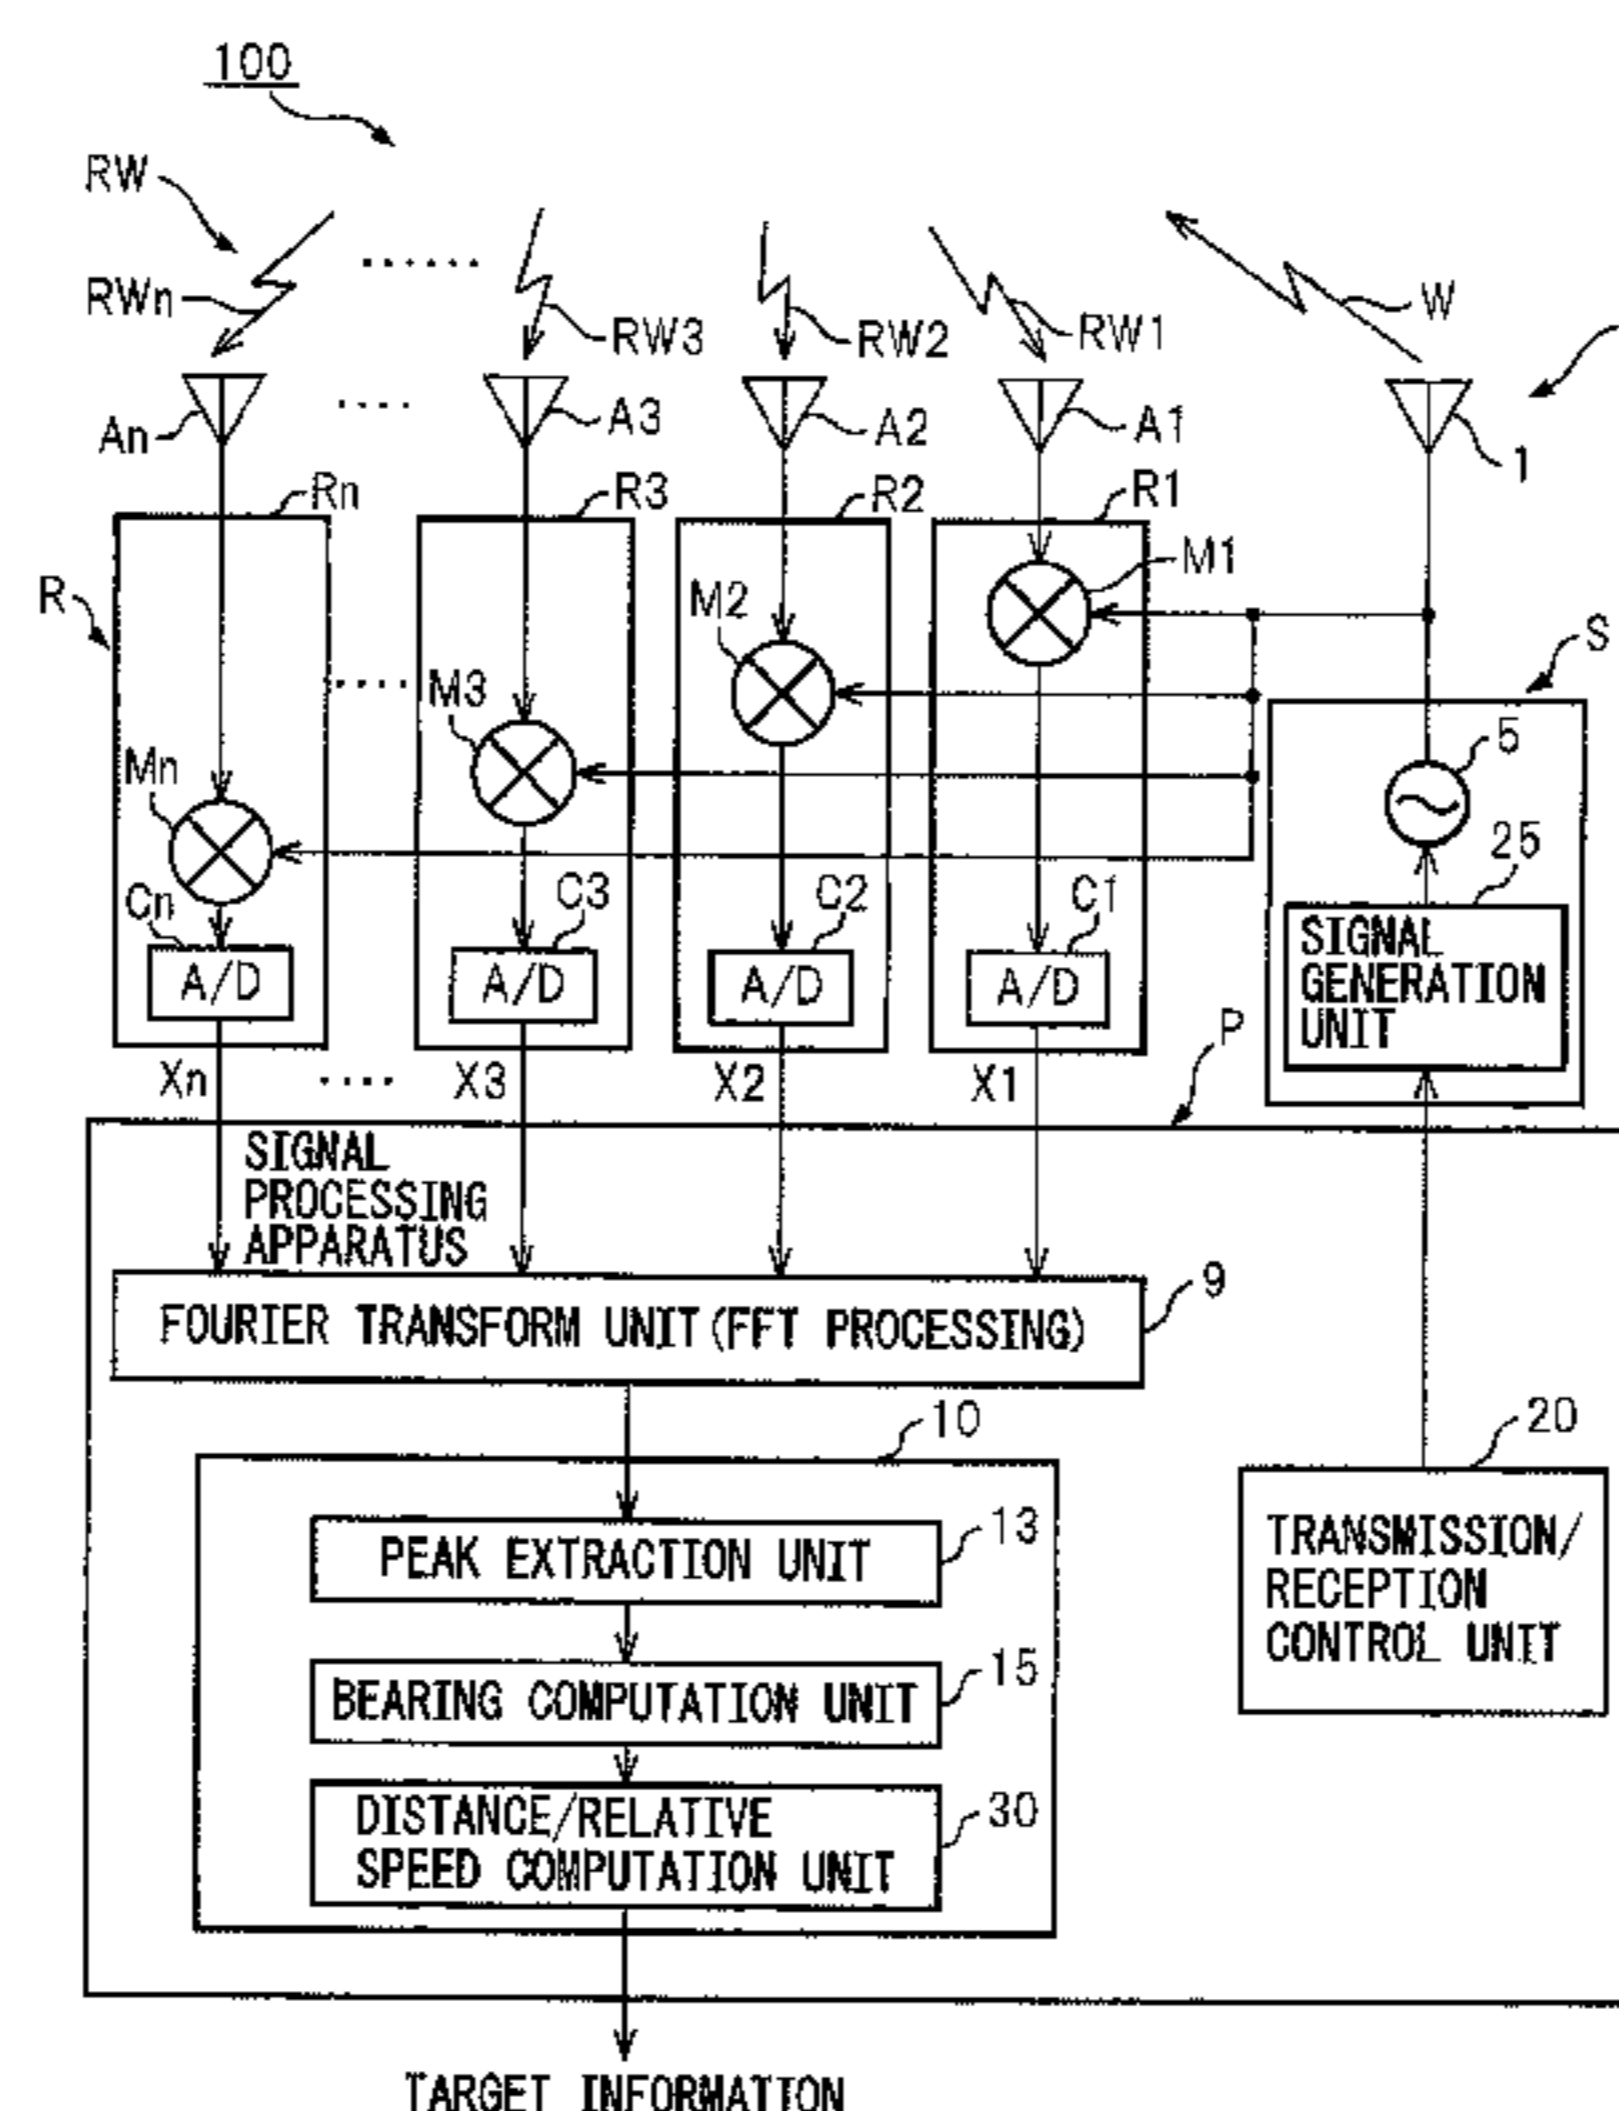 100
RW
RWn
RW3
RW2
RW1
W
An
A3
A2
A1
1
Rn
R3
R2
R1
R
M1
M2
M3
Mn
S
5
25
Cn
C3
C2
C1
A/D
A/D
A/D
A/D
SIGNAL
GENERATION
UNIT
Xn
X3
X2
X1
P
SIGNAL
PROCESSING
APPARATUS
FOURIER TRANSFORM UNIT(FFT PROCESSING)
9
10
20
PEAK EXTRACTION UNIT
13
TRANSMISSION/
RECEPTION
CONTROL UNIT
BEARING COMPUTATION UNIT
15
DISTANCE/RELATIVE
SPEED COMPUTATION UNIT
30
TARGET INFORMATION